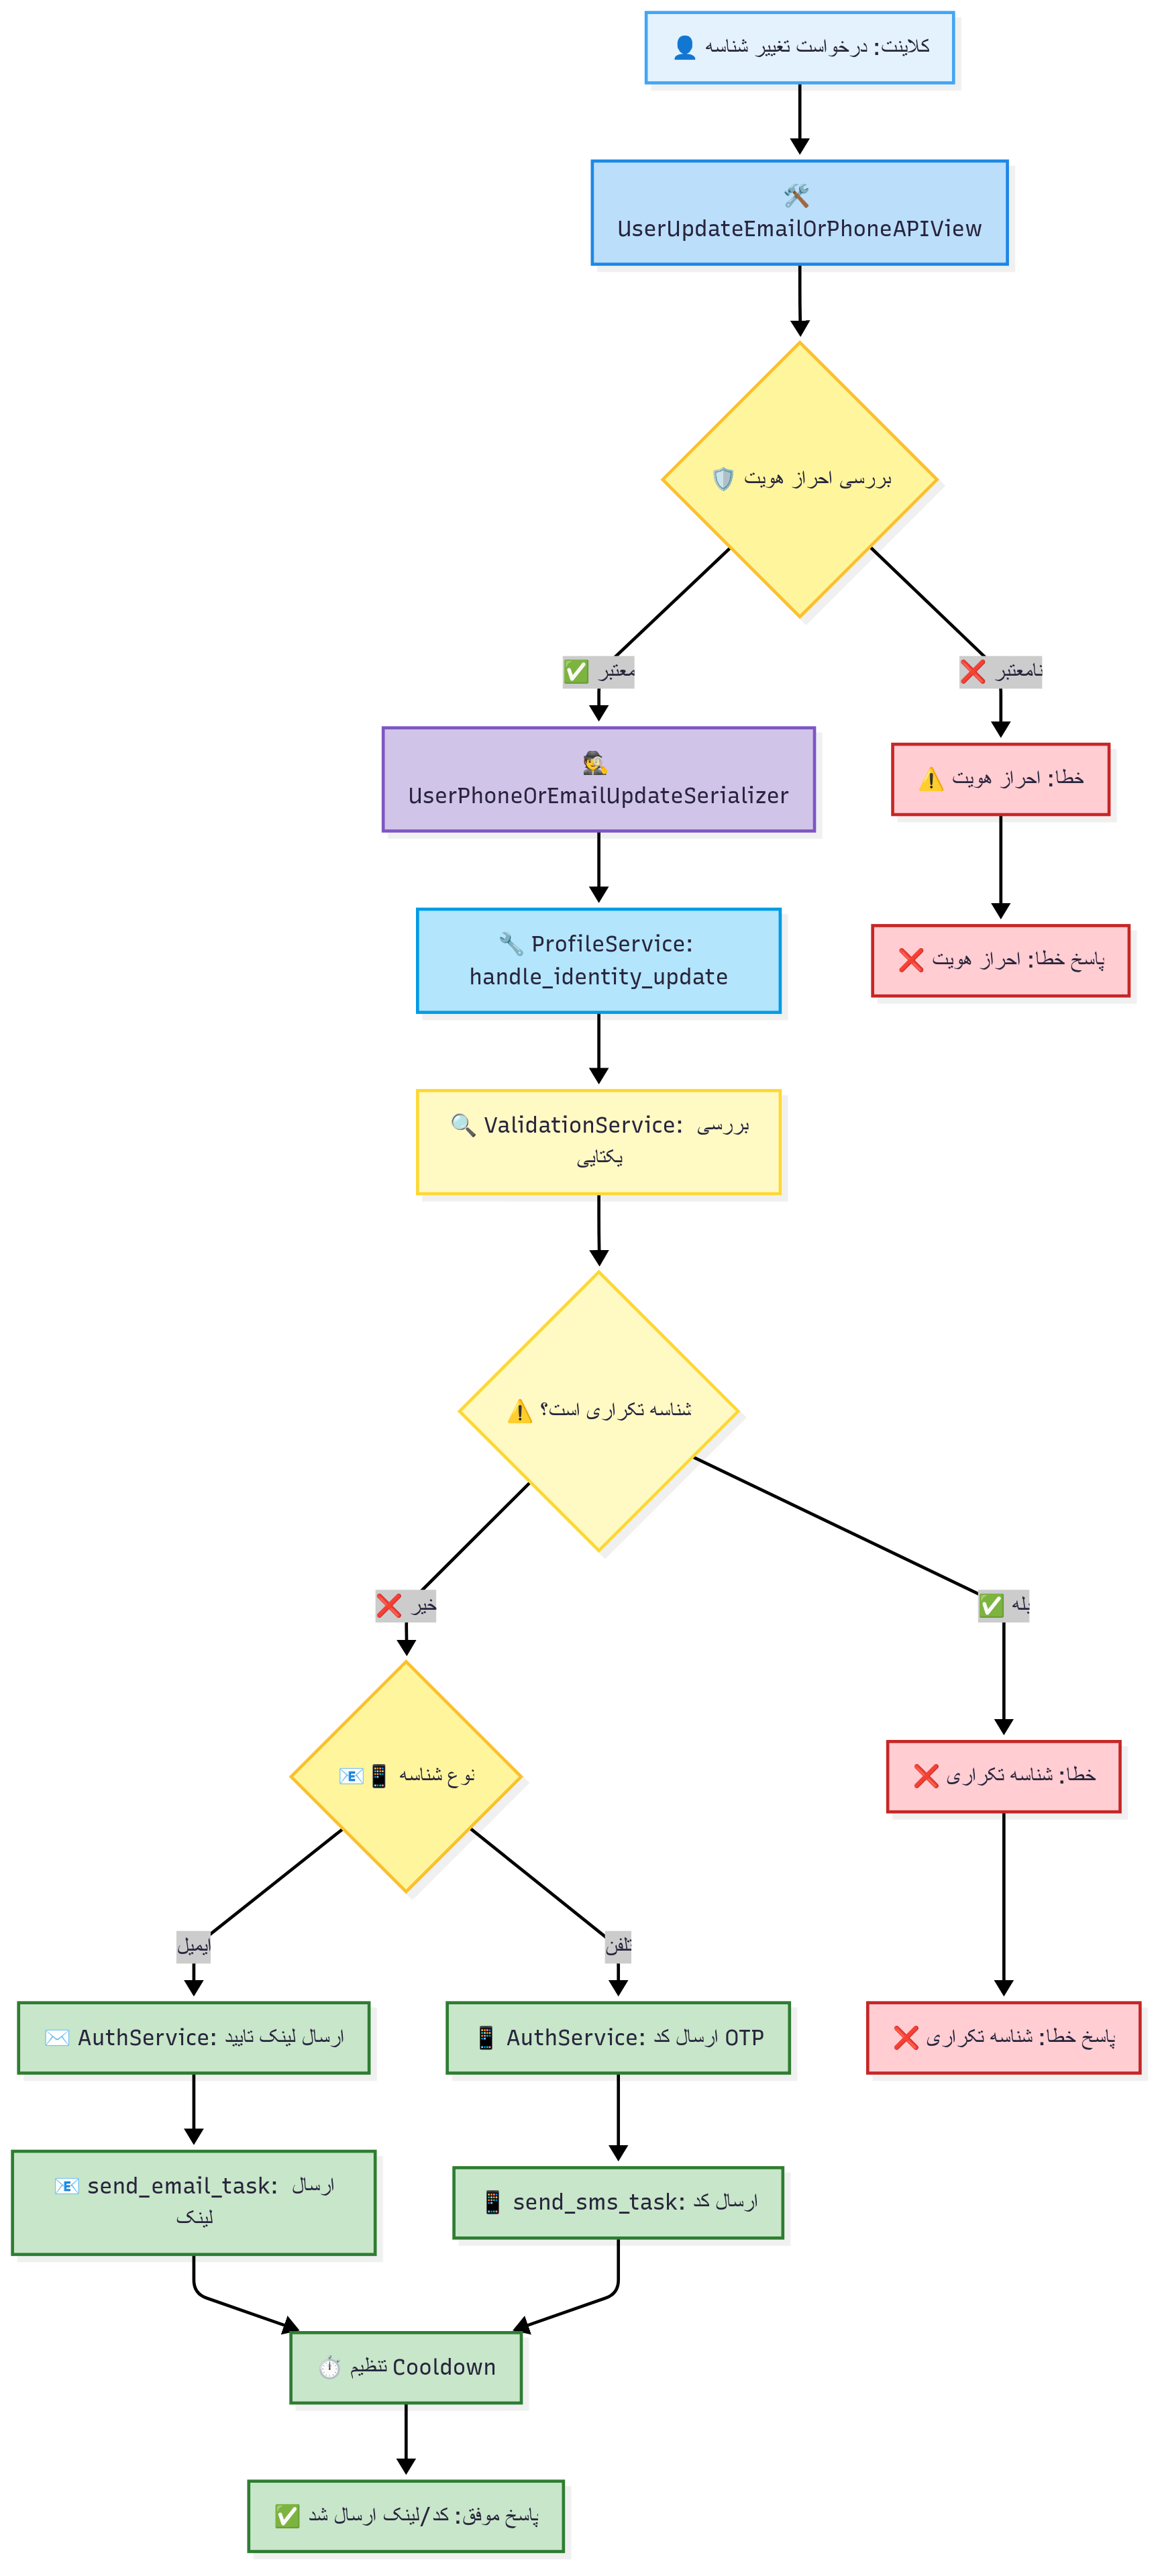 کلاینت: درخواست تغییر شناسه 👤
🛠️
UserUpdateEmailOrPhoneAPIView
بررسی احراز هویت 🛡️
معتبر ✅
نامعتبر ❌
🕵️
UserPhoneOrEmailUpdateSerializer
خطا: احراز هویت ⚠️
🔧 ProfileService:
handle_identity_update
پاسخ خطا: احراز هویت ❌
🔍 ValidationService: بررسی
یکتایی
شناسه تکراری است؟ ⚠️
خیر ❌
بله ✅
نوع شناسه 📱📧
خطا: شناسه تکراری ❌
ایمیل
تلفن
✉️ AuthService: ارسال لینک تایید
📱 AuthService: ارسال کد OTP
پاسخ خطا: شناسه تکراری ❌
📧 send_email_task: ارسال
لینک
📱 send_sms_task: ارسال کد
⏱️ تنظیم Cooldown
پاسخ موفق: کد/لینک ارسال شد ✅